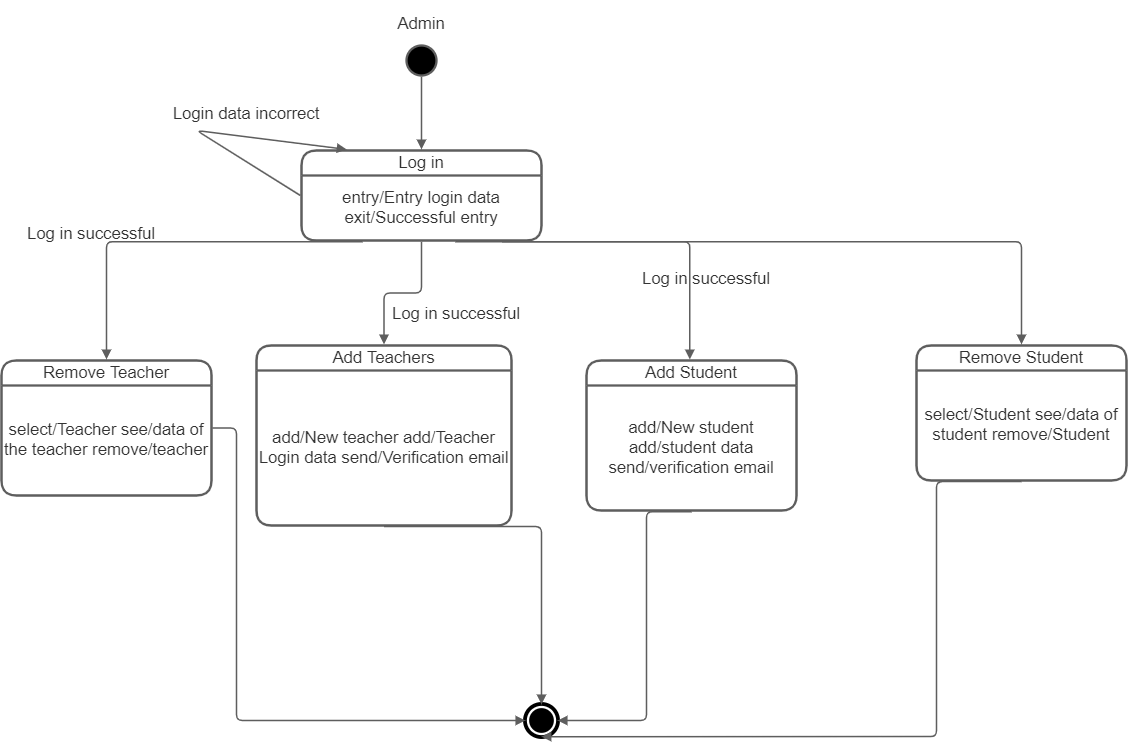 Admin
Login data incorrect
Log in
entry/Entry login data
exit/Successful entry
Log in successful
Log in successful
Log in successful
Remove Teacher
select/Teacher see/data of
the teacher remove/teacher
Add Teachers
add/New teacher add/Teacher
Login data send/Verification email
Add Student
add/New student
add/student data
send/verification email
Remove Student
select/Student see/data of
student remove/Student